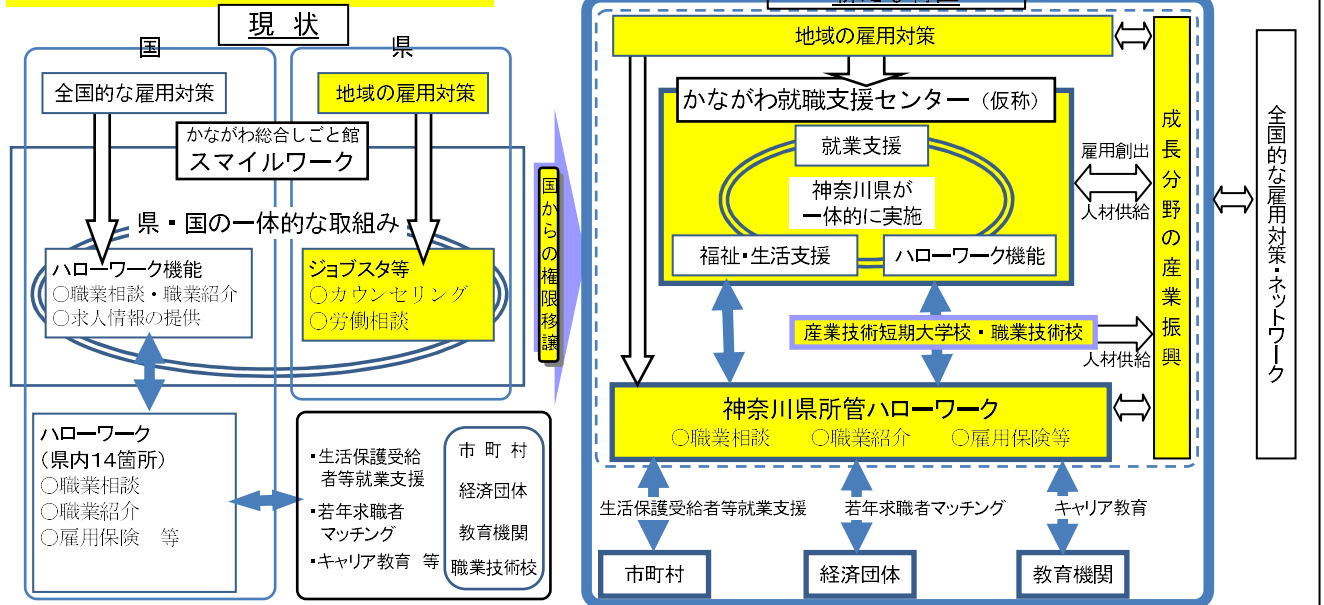 現　状
国
県
全国的な雇用対策
地域の雇用対策
かながわ総合しごと館
スマイルワーク
県・国の一体的な取組み
ハローワーク機能
○職業相談・職業紹介
○求人情報の提供
ジョブスタ等
○カウンセリング
○労働相談
ハローワーク
（県内14箇所）
○職業相談
○職業紹介
○雇用保険　等
・生活保護受給
者等就業支援
・若年求職者
マッチング
・キャリア教育　等
市 町 村
経済団体
教育機関
職業技術校
国からの権限移譲
地域の雇用対策
かながわ就職支援センター（仮称）
就業支援
神奈川県が
一体的に実施
福祉・生活支援
ハローワーク機能
雇用創出
人材供給
産業技術短期大学校・職業技術校
人材供給
成長分野の産業振興
神奈川県所管ハローワーク
○職業相談　○職業紹介　○雇用保険等
生活保護受給者等就業支援
若年求職者マッチング
キャリア教育
市町村
経済団体
教育機関
全国的な雇用対策・ネットワーク